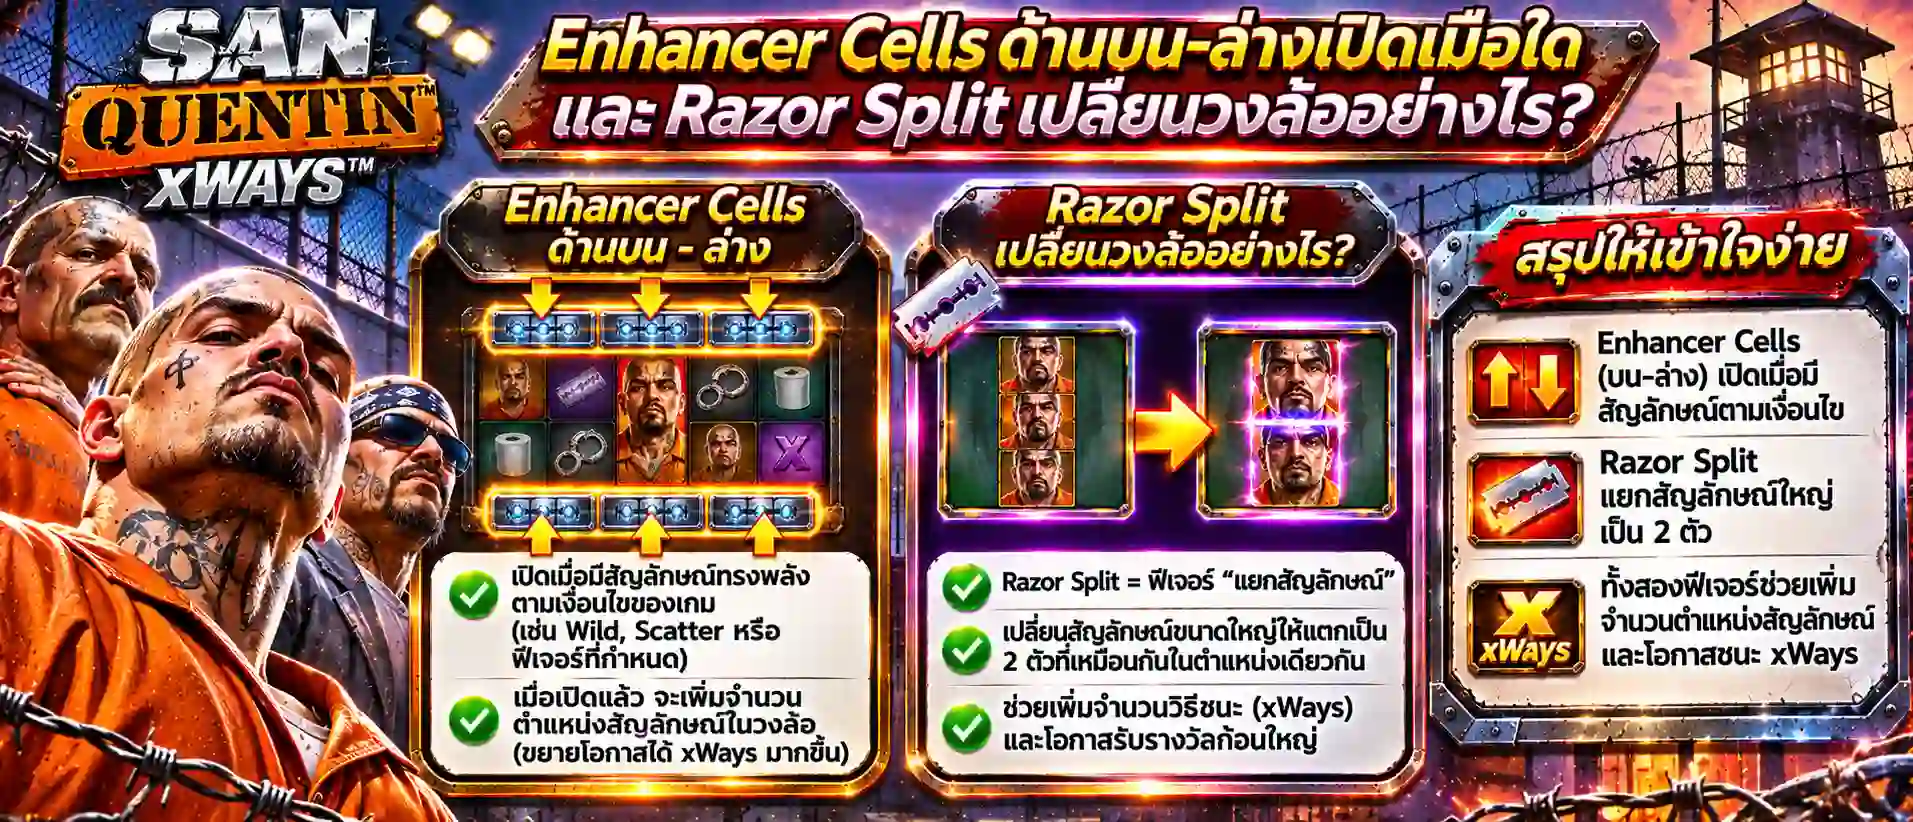 SAN
QUENTIN™
xWAYS™
Enhancer Cells ด้านบน-ล่างเปิดเมื่อใด
และ Razor Split เปลี่ยนวงล้ออย่างไร?
Enhancer Cells
ด้านบน - ล่าง
เปิดเมื่อมีสัญลักษณ์ทรงพลัง
ตามเงื่อนไขของเกม
(เช่น Wild, Scatter หรือ
ฟีเจอร์ที่กำหนด)
เมื่อเปิดแล้ว จะเพิ่มจำนวน
ตำแหน่งสัญลักษณ์ในวงล้อ
(ขยายโอกาสได้ xWays มากขึ้น)
Razor Split
เปลี่ยนวงล้ออย่างไร?
Razor Split = ฟีเจอร์ “แยกสัญลักษณ์”
เปลี่ยนสัญลักษณ์ขนาดใหญ่ให้แตกเป็น
2 ตัวที่เหมือนกันในตำแหน่งเดียวกัน
ช่วยเพิ่มจำนวนวิธีชนะ (xWays)
และโอกาสรับรางวัลก้อนใหญ่
สรุปให้เข้าใจง่าย
Enhancer Cells
(บน-ล่าง) เปิดเมื่อมี
สัญลักษณ์ตามเงื่อนไข
Razor Split
แยกสัญลักษณ์ใหญ่
เป็น 2 ตัว
X
xWays
ทั้งสองฟีเจอร์ช่วยเพิ่ม
จำนวนตำแหน่งสัญลักษณ์
และโอกาสชนะ xWays